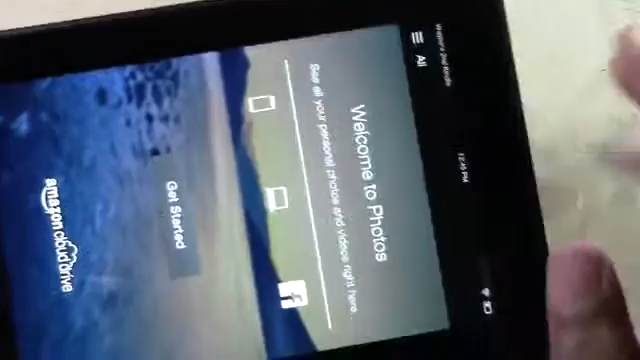 12:45 PM
All
Welcome to Photos
See all your personal photos and videos right here.
f
Get Started
amazon cloud drive